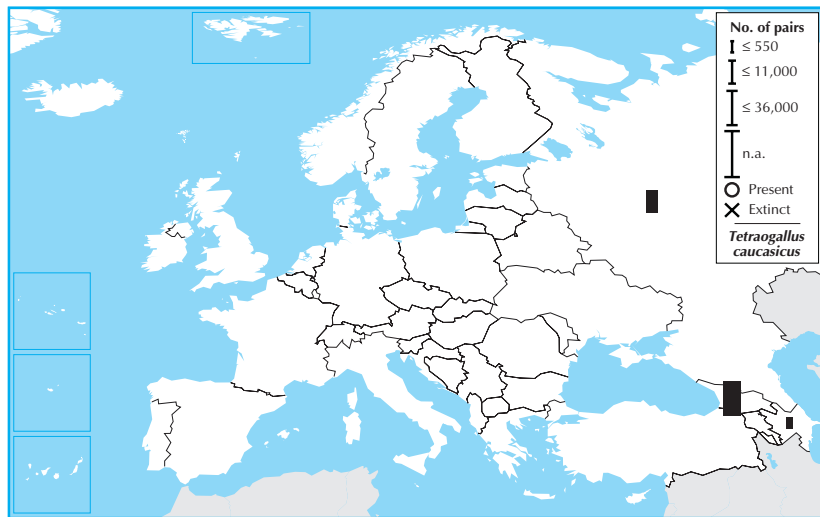 No. of pairs
≤ 550
≤ 11,000
≤ 36,000
n.a.
Present
Extinct
Tetraogallus
caucasicus